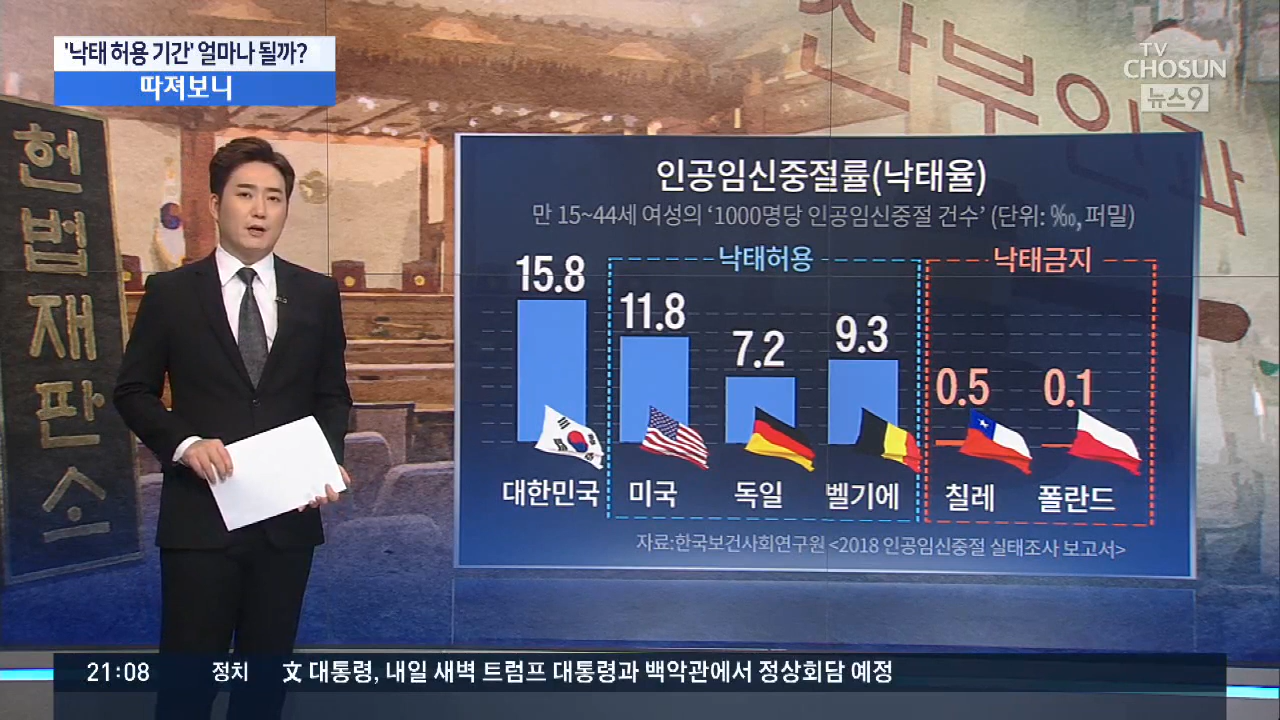 '낙태 허용 기간' 얼마나 될까?
따져보니
TV
CHOSUN
뉴스9
산부인과
헌법재판소
인공임신중절률(낙태율)
만 15~44세 여성의 ‘1000명당 인공임신중절 건수’ (단위: ‰, 퍼밀)
낙태허용
낙태금지
15.8
11.8
7.2
9.3
0.5
0.1
대한민국
미국
독일
벨기에
칠레
폴란드
자료:한국보건사회연구원 <2018 인공임신중절 실태조사 보고서>
21:08 정치 文 대통령, 내일 새벽 트럼프 대통령과 백악관에서 정상회담 예정